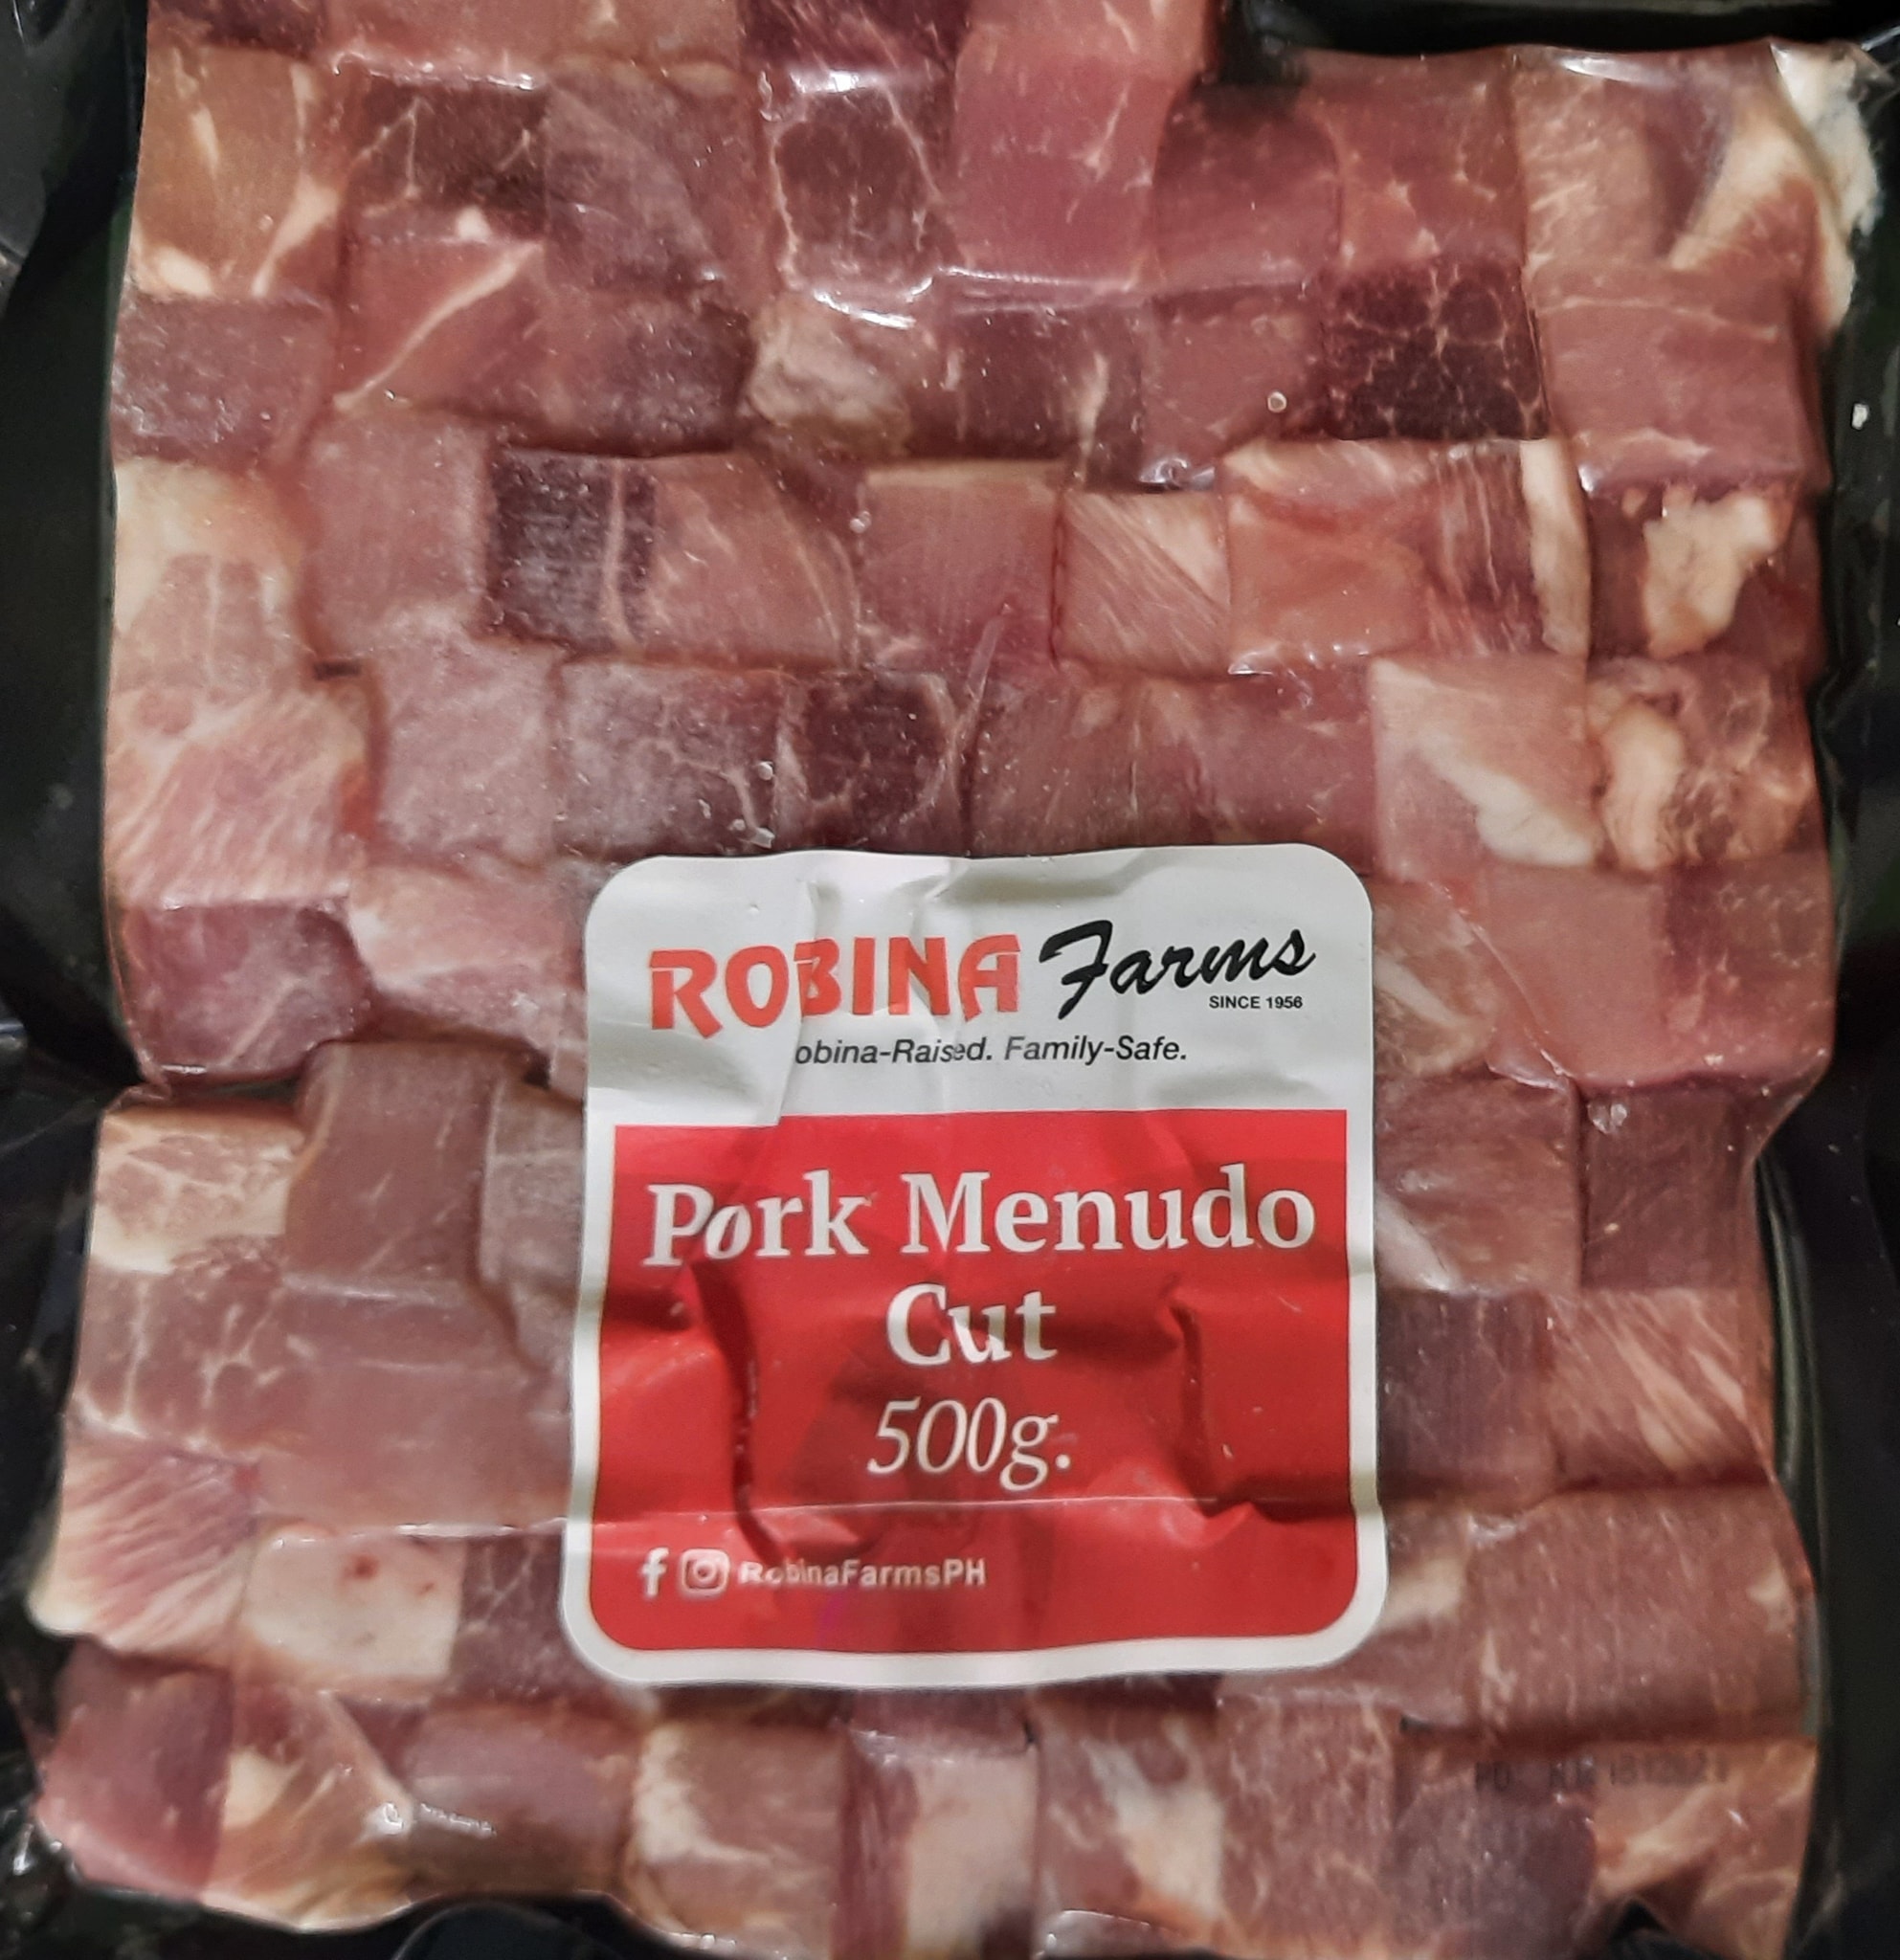 ROBINA Farms
SINCE 1956
obina-Raised. Family-Safe.
Pork Menudo
Cut
500g.
RobinaFarmsPH